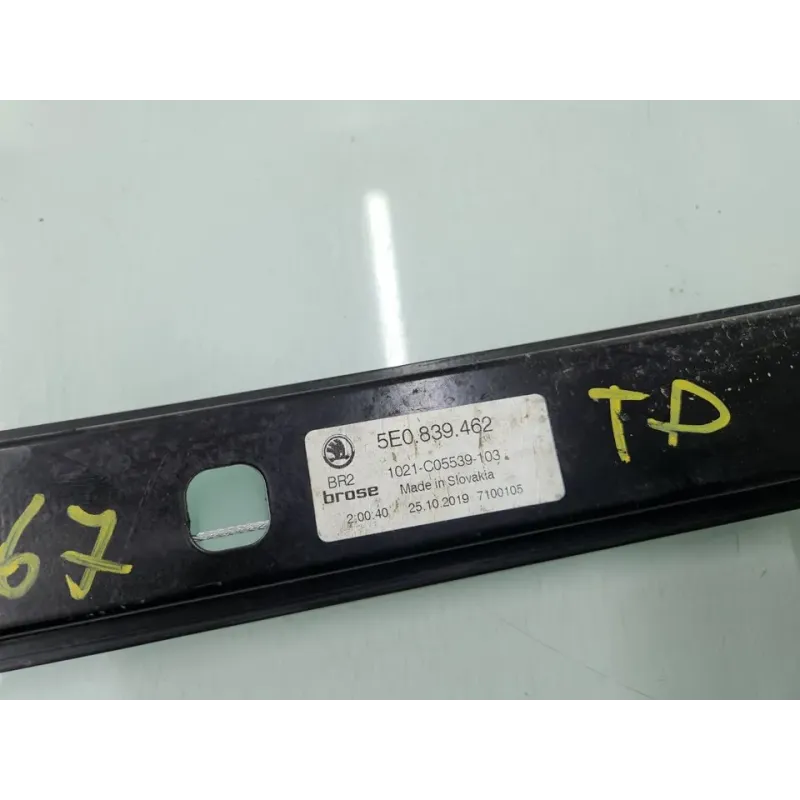 5E0.839.462
BR2
1021-C05539-103
brose
Made in Slovakia
2:00:40 25.10.2019 7100105
67
TD